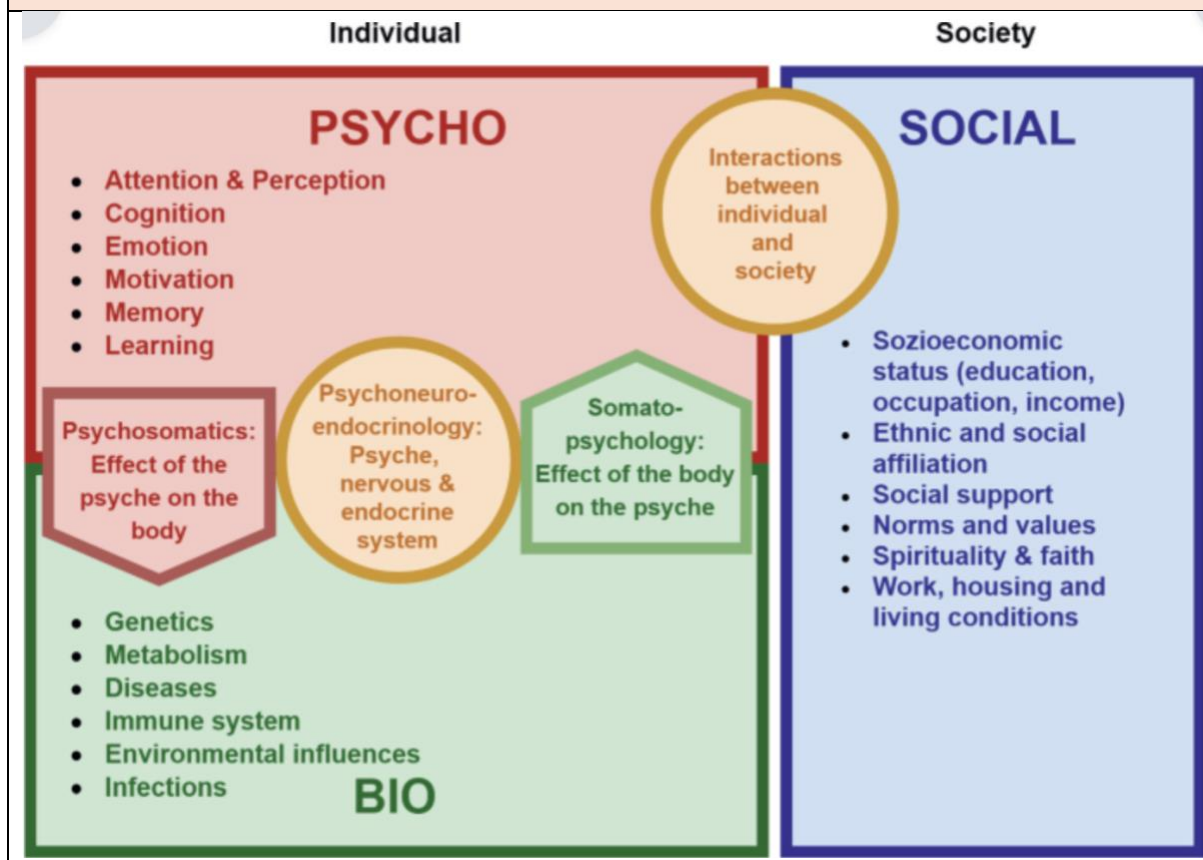 Individual
Society
PSYCHO
Attention & Perception
Cognition
Emotion
Motivation
Memory
Learning
Psychosomatics:
Effect of the
psyche on the
body
Psychoneuro-
endocrinology:
Psyche,
nervous &
endocrine
system
Somato-
psychology:
Effect of the body
on the psyche
Genetics
Metabolism
Diseases
Immune system
Environmental influences
Infections
BIO
Interactions
between
individual
and
society
SOCIAL
Sozioeconomic
status (education,
occupation, income)
Ethnic and social
affiliation
Social support
Norms and values
Spirituality & faith
Work, housing and
living conditions